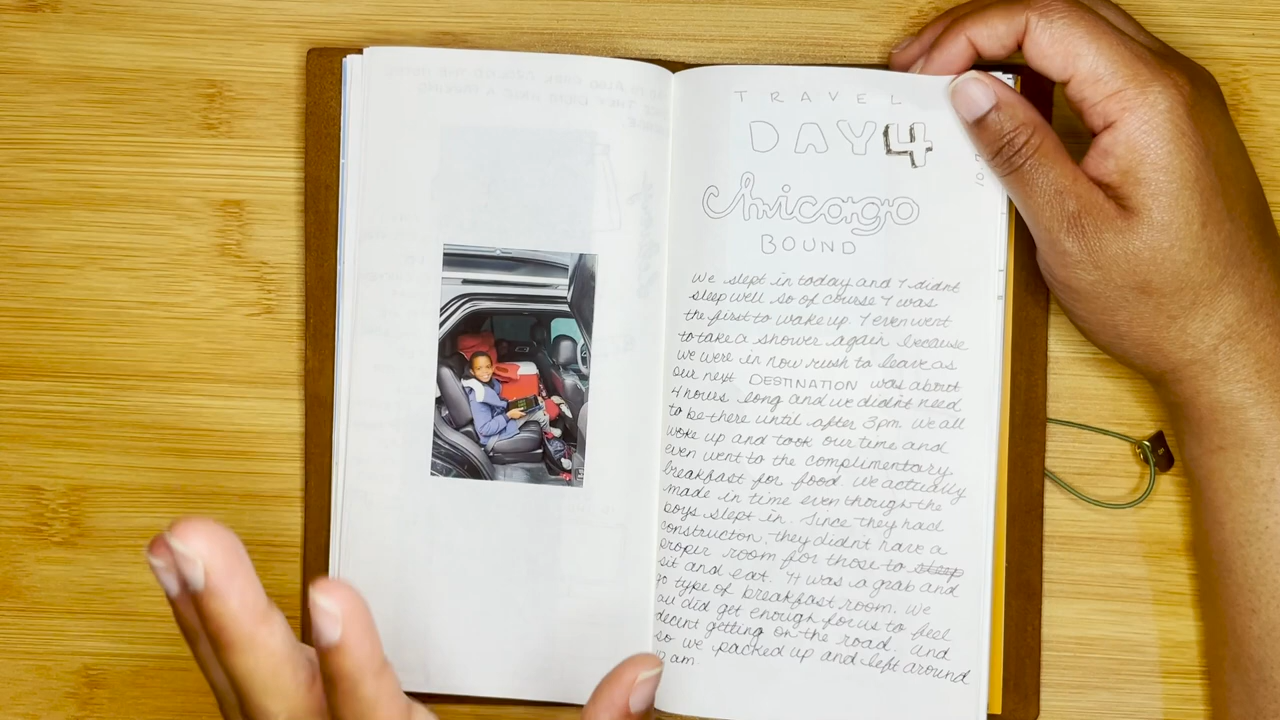 TRAVEL
DAY 4
Chicago
BOUND
We slept in today and I didnt
sleep well so of course I was
the first to wake up. I even went
to take a shower again because
we were in now rush to leave as
our next DESTINATION was about
4 hours long and we didn't need
to be there until after 3pm. We all
woke up and took our time and
even went to the complimentary
breakfast for food. We actually
made in time even though the
boys slept in. Since they had
constructon, they didnt have a
proper room for those to sleep
sit and eat. It was a grab and
go type of breakfast room. We
all did get enough for us to feel
decent getting on the road. And
so we packed up and left around
am.